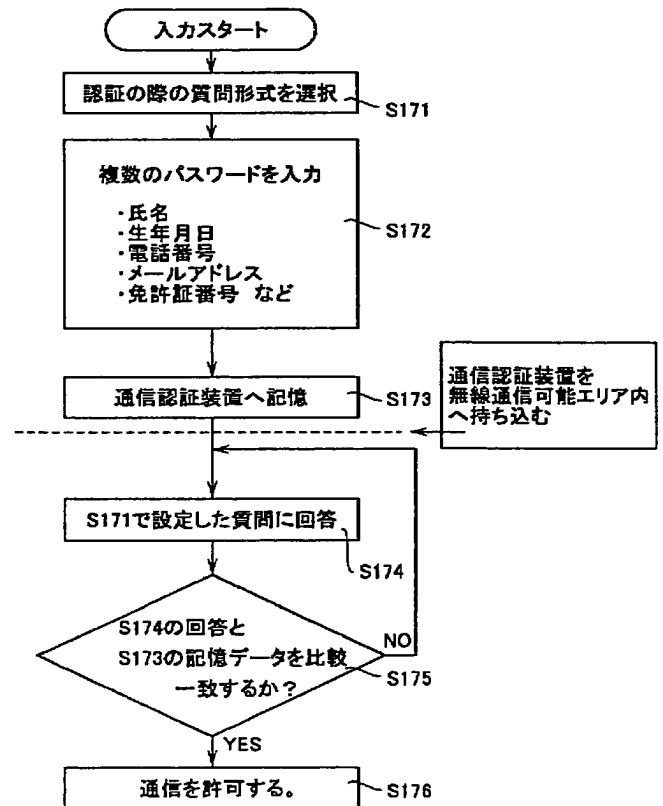 入力スタート
認証の際の質問形式を選択
S171
複数のパスワードを入力
・氏名
・生年月日
・電話番号
・メールアドレス
・免許証番号 など
S172
通信認証装置へ記憶
S173
通信認証装置を
無線通信可能エリア内
へ持ち込む
S171で設定した質問に回答
S174
S174の回答と
S173の記憶データを比較
一致するか？
NO
S175
YES
通信を許可する。
S176